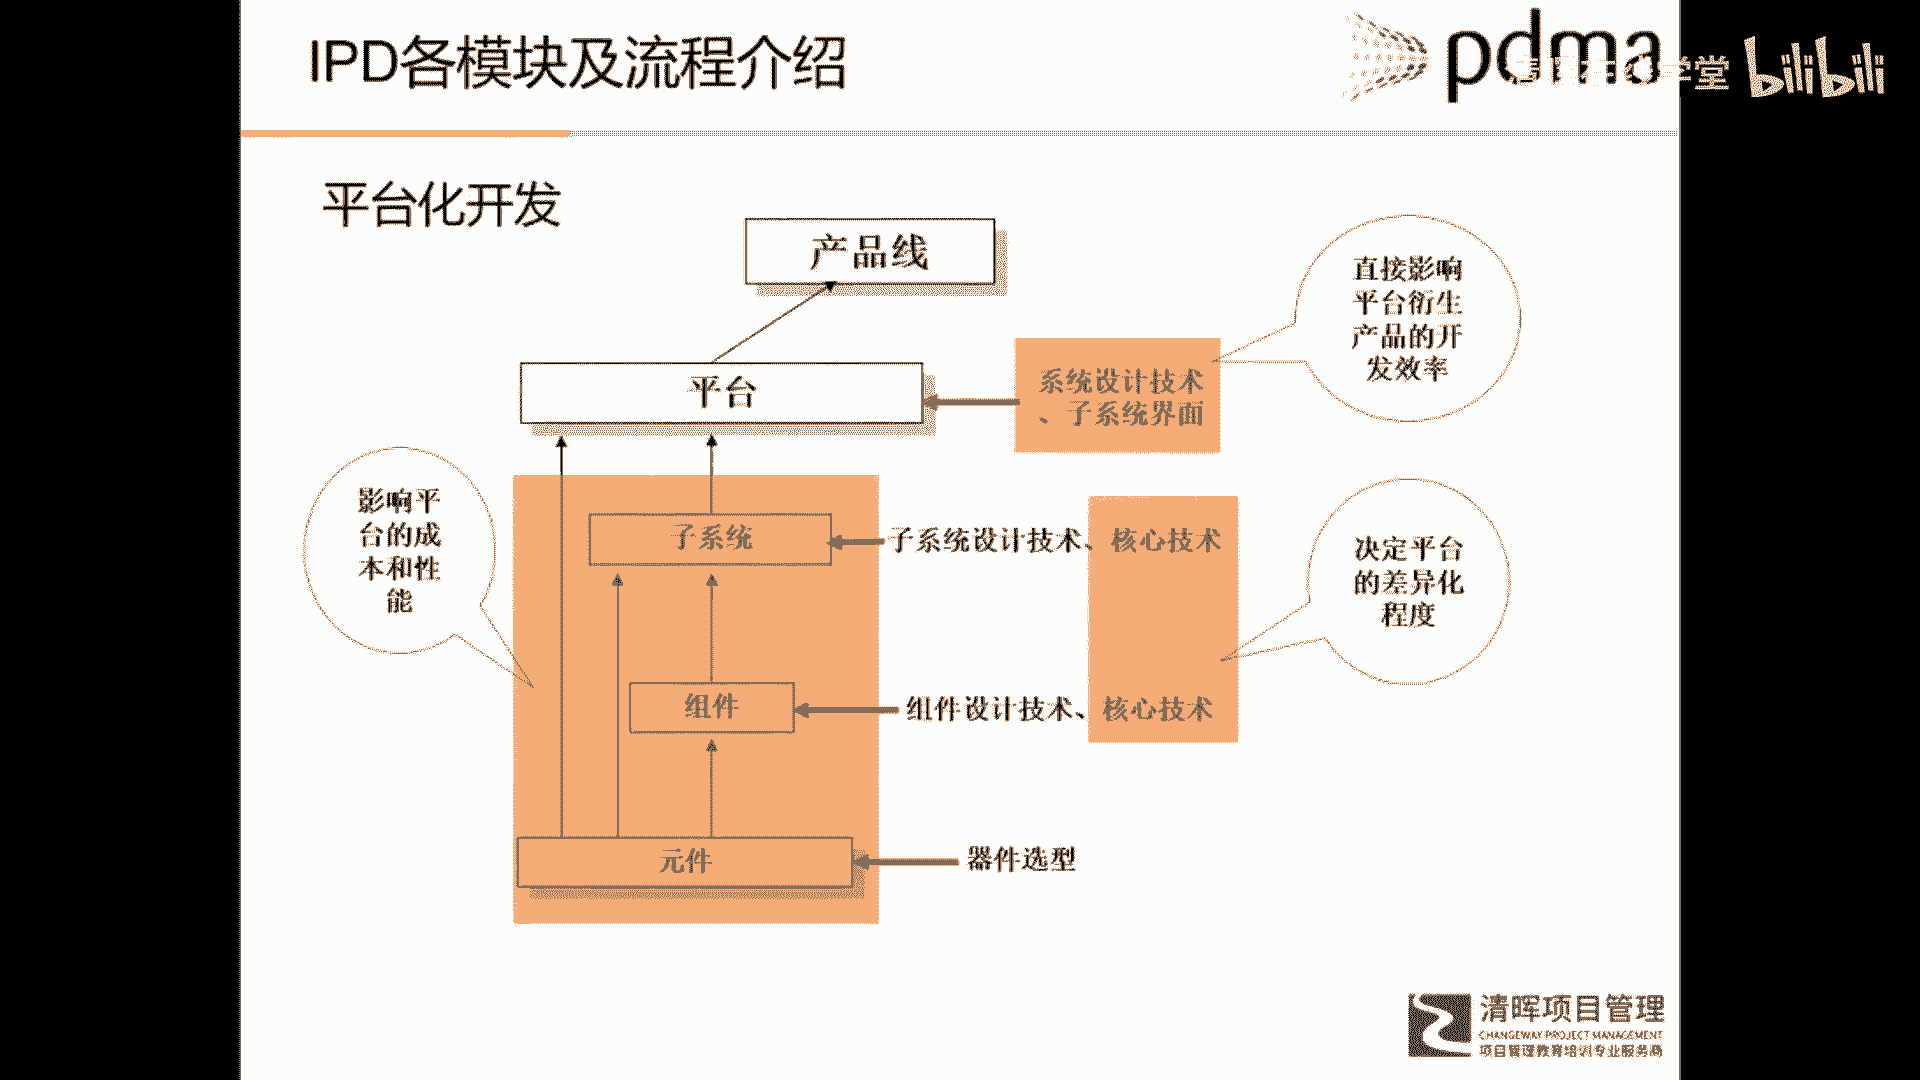 IPD各模块及流程介绍
pdma
学堂
bilibili
平台化开发
产品线
直接影响
平台衍生
产品的开
发效率
平台
系统设计技术
、子系统界面
影响平
台的成
本和性
能
子系统
子系统设计技术、核心技术
决定平台
的差异化
程度
组件
组件设计技术、核心技术
元件
器件选型
清晖项目管理
CHANGEWAY PROJECT MANAGEMENT
项目管理教育培训专业服务商